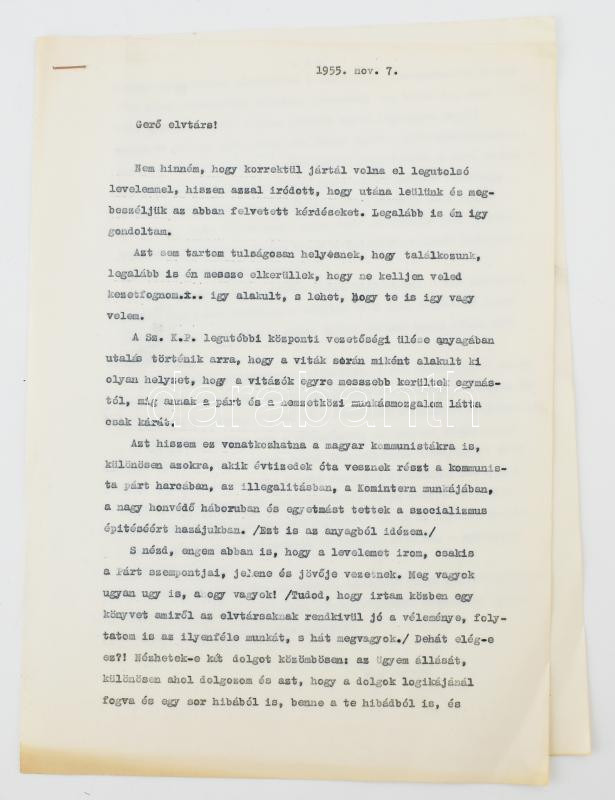 1955. nov. 7.
Gerő elvtárs!
Nem hinném, hogy korrektül jártál volna el legutolsó
levelemmel, hiszen azzal iródott, hogy utána leülünk és meg-
beszéljük az abban felvetett kérdéseket. Legalább is én igy
gondoltam.
Azt sem tartom tulságosan helyesnek, hogy találkozunk,
legalább is én messze elkerüllek, hogy ne kelljen veled
kezetfognom... igy alakult, s lehet, hogy te is igy vagy
velem.
A Sz. K.P. legutóbbi központi vezetőségi ülése anyagában
utalás történik arra, hogy a viták során miként alakult ki
olyan helyzet, hogy a vitázók egyre messzebb kerültek egymás-
tól, mig annak a párt és a nemzetközi munkásmozgalom látta
csak kárát.
Azt hiszem ez vonatkozhatna a magyar kommunistákra is,
különösen azokra, akik évtizedek óta vesznek részt a kommunis-
ta párt harcában, az illegalitásban, a Komintern munkájában,
a nagy honvédő háboruban és egyetmást tettek a szocializmus
építéséért hazájukban. /Ezt is az anyagból idézem./
S nézd, engem abban is, hogy a levelemet irom, csakis
a Párt szempontjai, jelene és jövője vezetnek. Meg vagyok
ugyan ugy is, ahogy vagyok! /Tudod, hogy irtam közben egy
könyvet amiről az elvtársaknak rendkivül jó a véleménye, foly-
tatom is az ilyenféle munkát, s hát megvagyok./ Dehát elég-e
ez?! Nézhetek-e két dolgot közömbösen: az ügyem állását,
különösen ahol dolgozom és azt, hogy a dolgok logikájánál
fogva és egy sor hibából is, benne a te hibádból is, és
darabanth